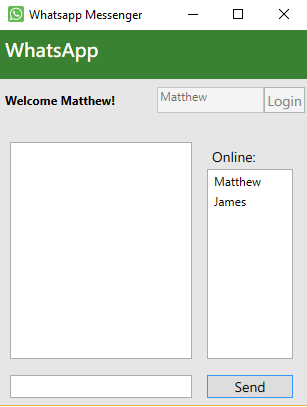 Whatsapp Messenger
WhatsApp
Welcome Matthew!
Matthew
Login
Online:
Matthew
James
Send